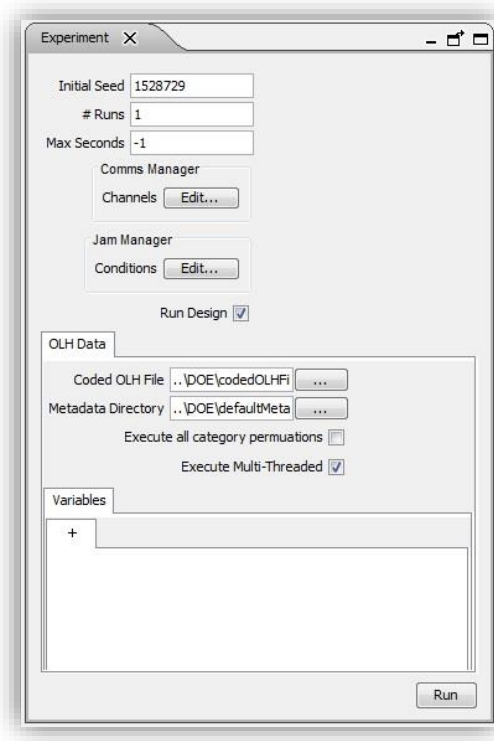 Experiment
Initial Seed 1528729
# Runs 1
Max Seconds -1
Comms Manager
Channels Edit...
Jam Manager
Conditions Edit...
Run Design
OLH Data
Coded OLH File ..\DOE\codedOLHFi ...
Metadata Directory ..\DOE\defaultMeta ...
Execute all category permuations
Execute Multi-Threaded
Variables
+
Run